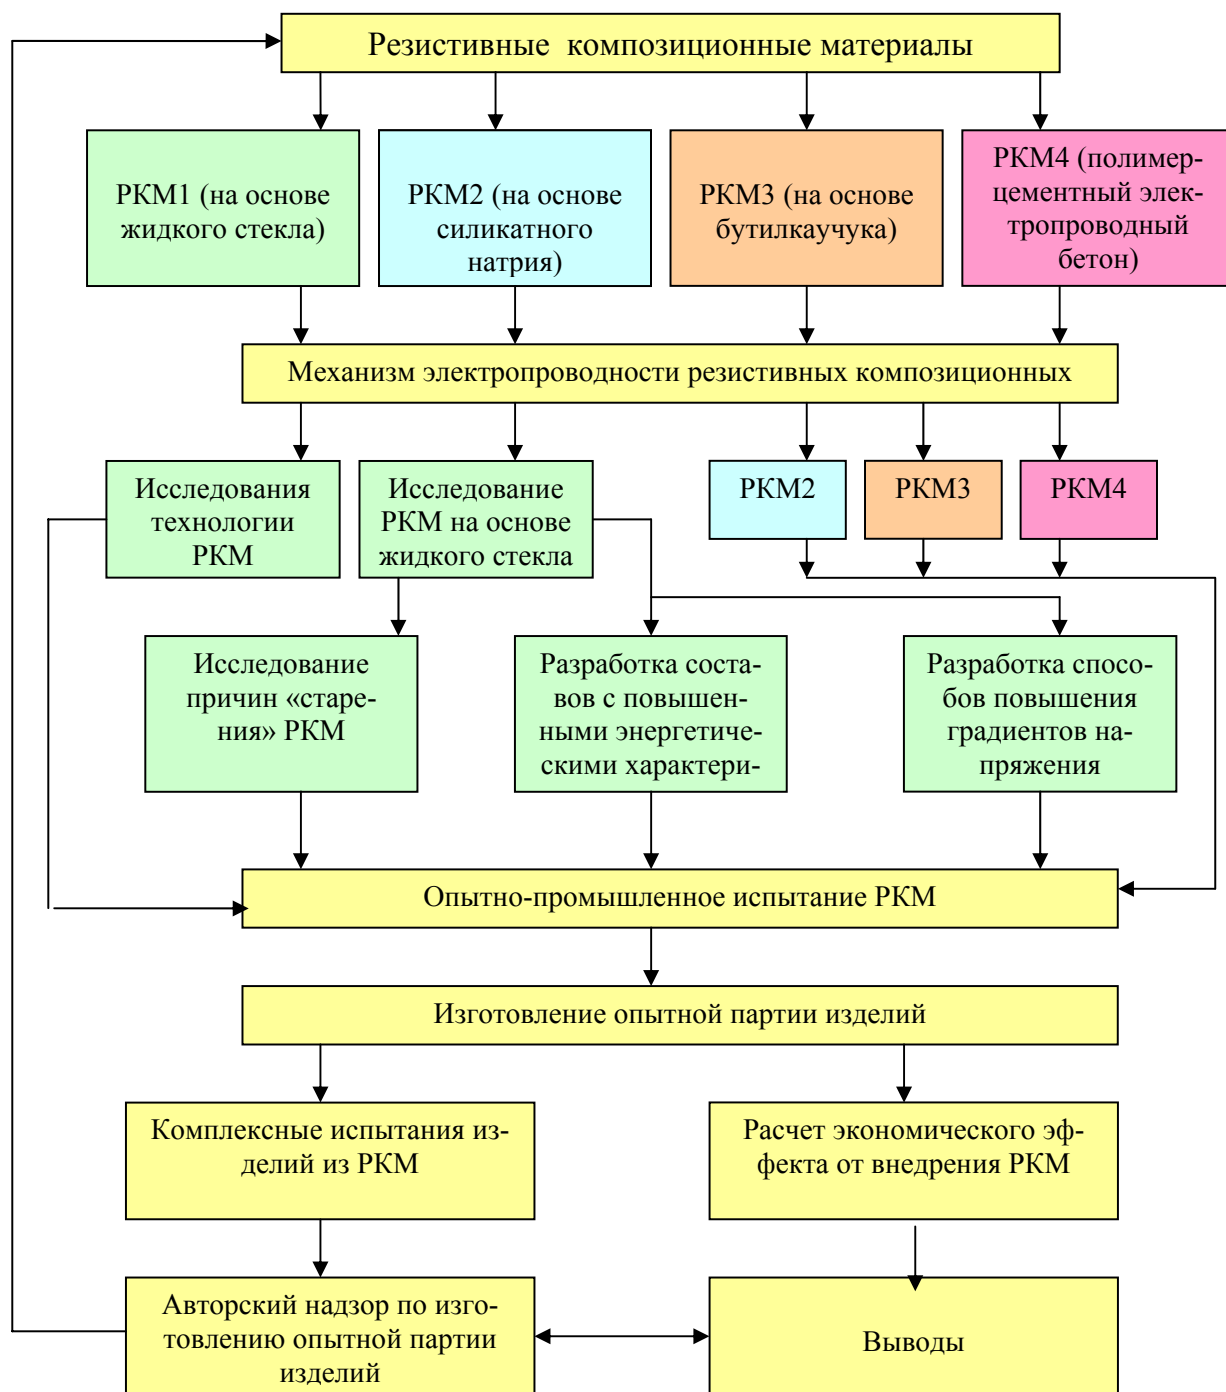 Резистивные композиционные материалы
РКМ1 (на основе
жидкого стекла)
РКМ2 (на основе
силикатного
натрия)
РКМ3 (на основе
бутилкаучука)
РКМ4 (полимер-
цементный элек-
тропроводный
бетон)
Механизм электропроводности резистивных композиционных
Исследования
технологии
РКМ
Исследование
РКМ на основе
жидкого стекла
РКМ2
РКМ3
РКМ4
Исследование
причин «старе-
ния» РКМ
Разработка соста-
вов с повышен-
ными энергетиче-
скими характери-
Разработка спосо-
бов повышения
градиентов на-
пряжения
Опытно-промышленное испытание РКМ
Изготовление опытной партии изделий
Комплексные испытания из-
делий из РКМ
Расчет экономического эф-
фекта от внедрения РКМ
Авторский надзор по изго-
товлению опытной партии
изделий
Выводы